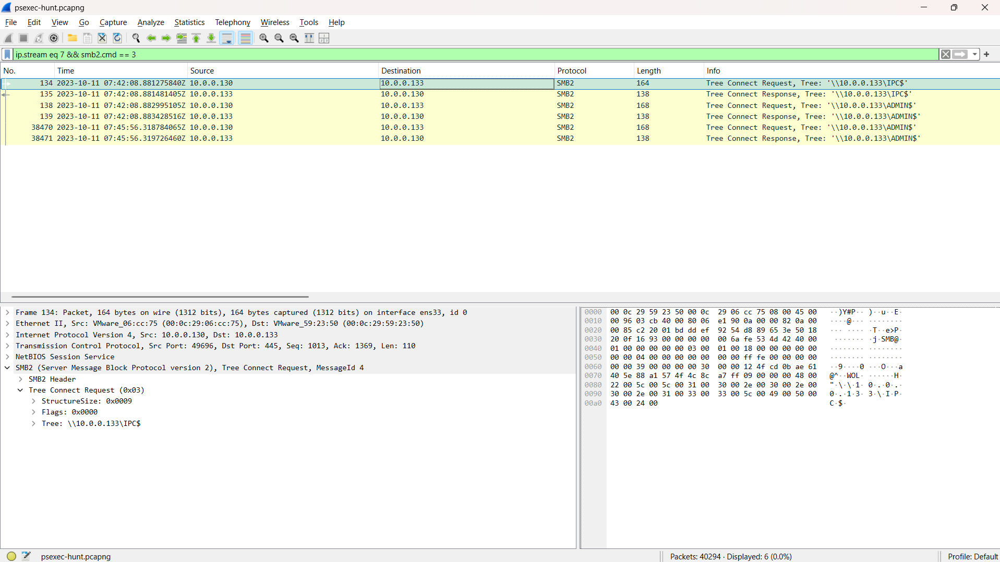 psexec-hunt.pcapng
File Edit View Go Capture Analyze Statistics Telephony Wireless Tools Help
ip.stream eq 7 && smb2.cmd == 3
No. Time Source Destination Protocol Length Info
134 2023-10-11 07:42:08.881275840Z 10.0.0.130 10.0.0.133 SMB2 164 Tree Connect Request, Tree: '\\10.0.0.133\IPC$'
135 2023-10-11 07:42:08.881481405Z 10.0.0.133 10.0.0.130 SMB2 138 Tree Connect Response, Tree: '\\10.0.0.133\IPC$'
138 2023-10-11 07:42:08.882995105Z 10.0.0.130 10.0.0.133 SMB2 168 Tree Connect Request, Tree: '\\10.0.0.133\ADMIN$'
139 2023-10-11 07:42:08.883428516Z 10.0.0.133 10.0.0.130 SMB2 138 Tree Connect Response, Tree: '\\10.0.0.133\ADMIN$'
38470 2023-10-11 07:45:56.318784065Z 10.0.0.130 10.0.0.133 SMB2 168 Tree Connect Request, Tree: '\\10.0.0.133\ADMIN$'
38471 2023-10-11 07:45:56.319726460Z 10.0.0.133 10.0.0.130 SMB2 138 Tree Connect Response, Tree: '\\10.0.0.133\ADMIN$'
Frame 134: Packet, 164 bytes on wire (1312 bits), 164 bytes captured (1312 bits) on interface ens33, id 0
Ethernet II, Src: VMware_06:cc:75 (00:0c:29:06:cc:75), Dst: VMware_59:23:50 (00:0c:29:59:23:50)
Internet Protocol Version 4, Src: 10.0.0.130, Dst: 10.0.0.133
Transmission Control Protocol, Src Port: 49696, Dst Port: 445, Seq: 1013, Ack: 1369, Len: 110
NetBIOS Session Service
SMB2 (Server Message Block Protocol version 2), Tree Connect Request, MessageId 4
SMB2 Header
Tree Connect Request (0x03)
StructureSize: 0x0009
Flags: 0x0000
Tree: \\10.0.0.133\IPC$
0000 00 0c 29 59 23 50 00 0c 29 06 cc 75 08 00 45 00 ··)Y#P·· )··u··E·
0010 00 96 03 cb 40 00 80 06 e1 90 0a 00 00 82 0a 00 ····@··· ········
0020 00 85 c2 20 01 bd dd ef 92 54 d8 89 65 3e 50 18 ··· ···· ·T··e>P·
0030 20 0f 16 93 00 00 00 00 00 6a fe 53 4d 42 40 00 ······· ·j·SMB@·
0040 01 00 00 00 00 00 03 00 01 00 18 00 00 00 00 00 ········ ········
0050 00 00 04 00 00 00 00 00 00 00 ff fe 00 00 00 00 ········ ········
0060 00 00 39 00 00 00 00 30 00 00 12 4f cd 0b ae 61 ··9····0 ···O···a
0070 40 5e 88 a1 57 4f 4c 8c a7 ff 09 00 00 00 48 00 @^··WOL· ······H·
0080 22 00 5c 00 5c 00 31 00 30 00 2e 00 30 00 2e 00 "·\·\·1· 0·.·0·.·
0090 30 00 2e 00 31 00 33 00 33 00 5c 00 49 00 50 00 0·.·1·3· 3·\·I·P·
00a0 43 00 24 00 C·$·
psexec-hunt.pcapng Packets: 40294 · Displayed: 6 (0.0%) Profile: Default